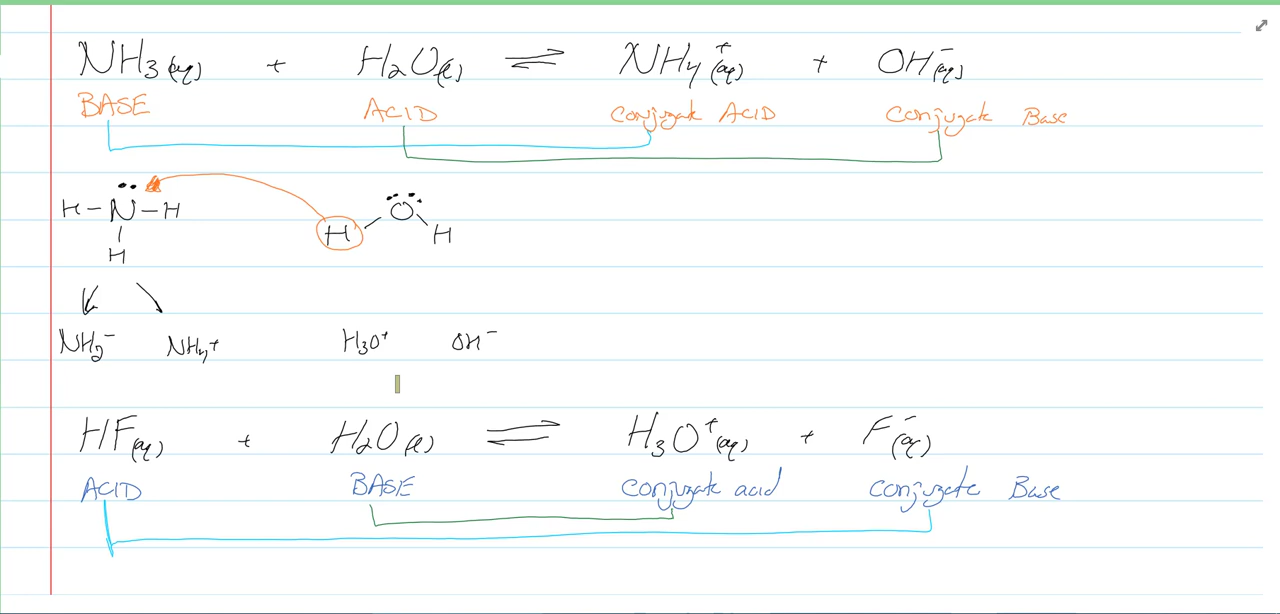 NH3(aq) + H2O(l) ⇌ NH4+(aq) + OH-(aq)
BASE ACID Conjugate ACID Conjugate Base
H-N-H O
H H H
NH2- NH4+ H3O+ OH-
HF(aq) + H2O(l) ⇌ H3O+(aq) + F-(aq)
ACID BASE Conjugate acid Conjugate Base